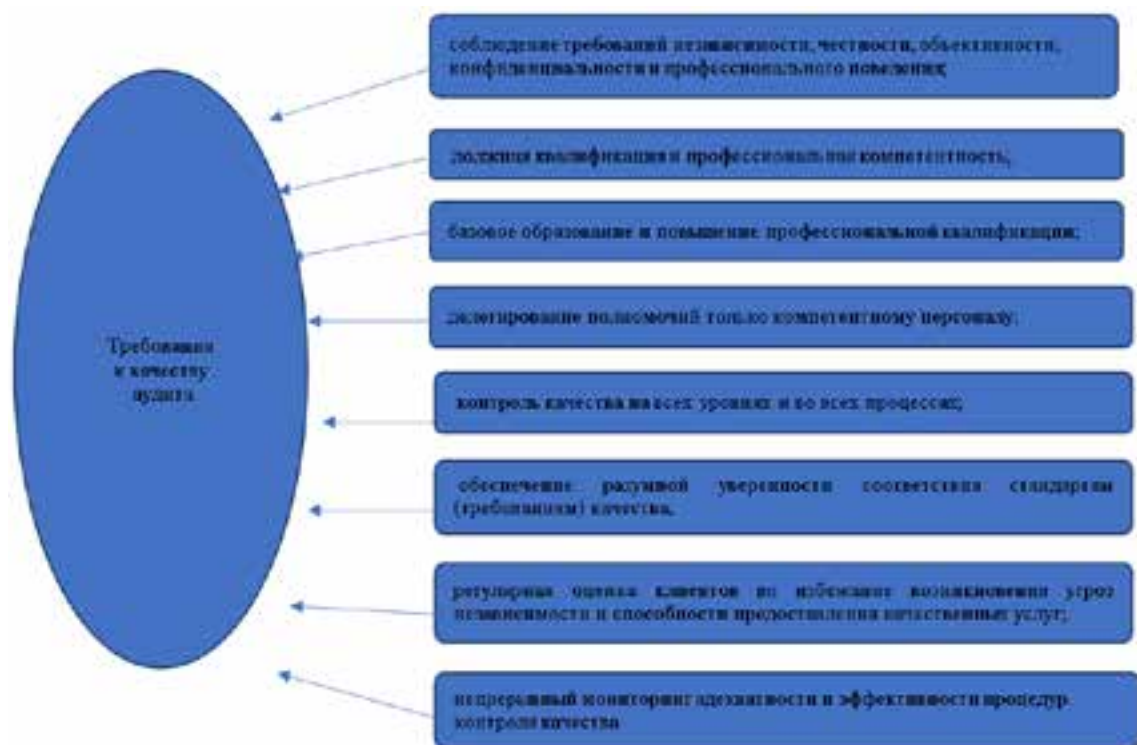 соблюдение требований независимости, честности, объективности,
конфиденциальности и профессионального поведения;
должная квалификация и профессиональная компетентность;
базовое образование и повышение профессиональной квалификации;
делегирование полномочий только компетентному персоналу;
Требования
к качеству
аудита
контроль качества на всех уровнях и во всех процессах;
обеспечение разумной уверенности соответствия стандартам
(требованиям) качества;
регулярная оценка клиентов во избежание возникновения угроз
независимости и способности предоставления качественных услуг;
непрерывный мониторинг адекватности и эффективности процедур
контроля качества